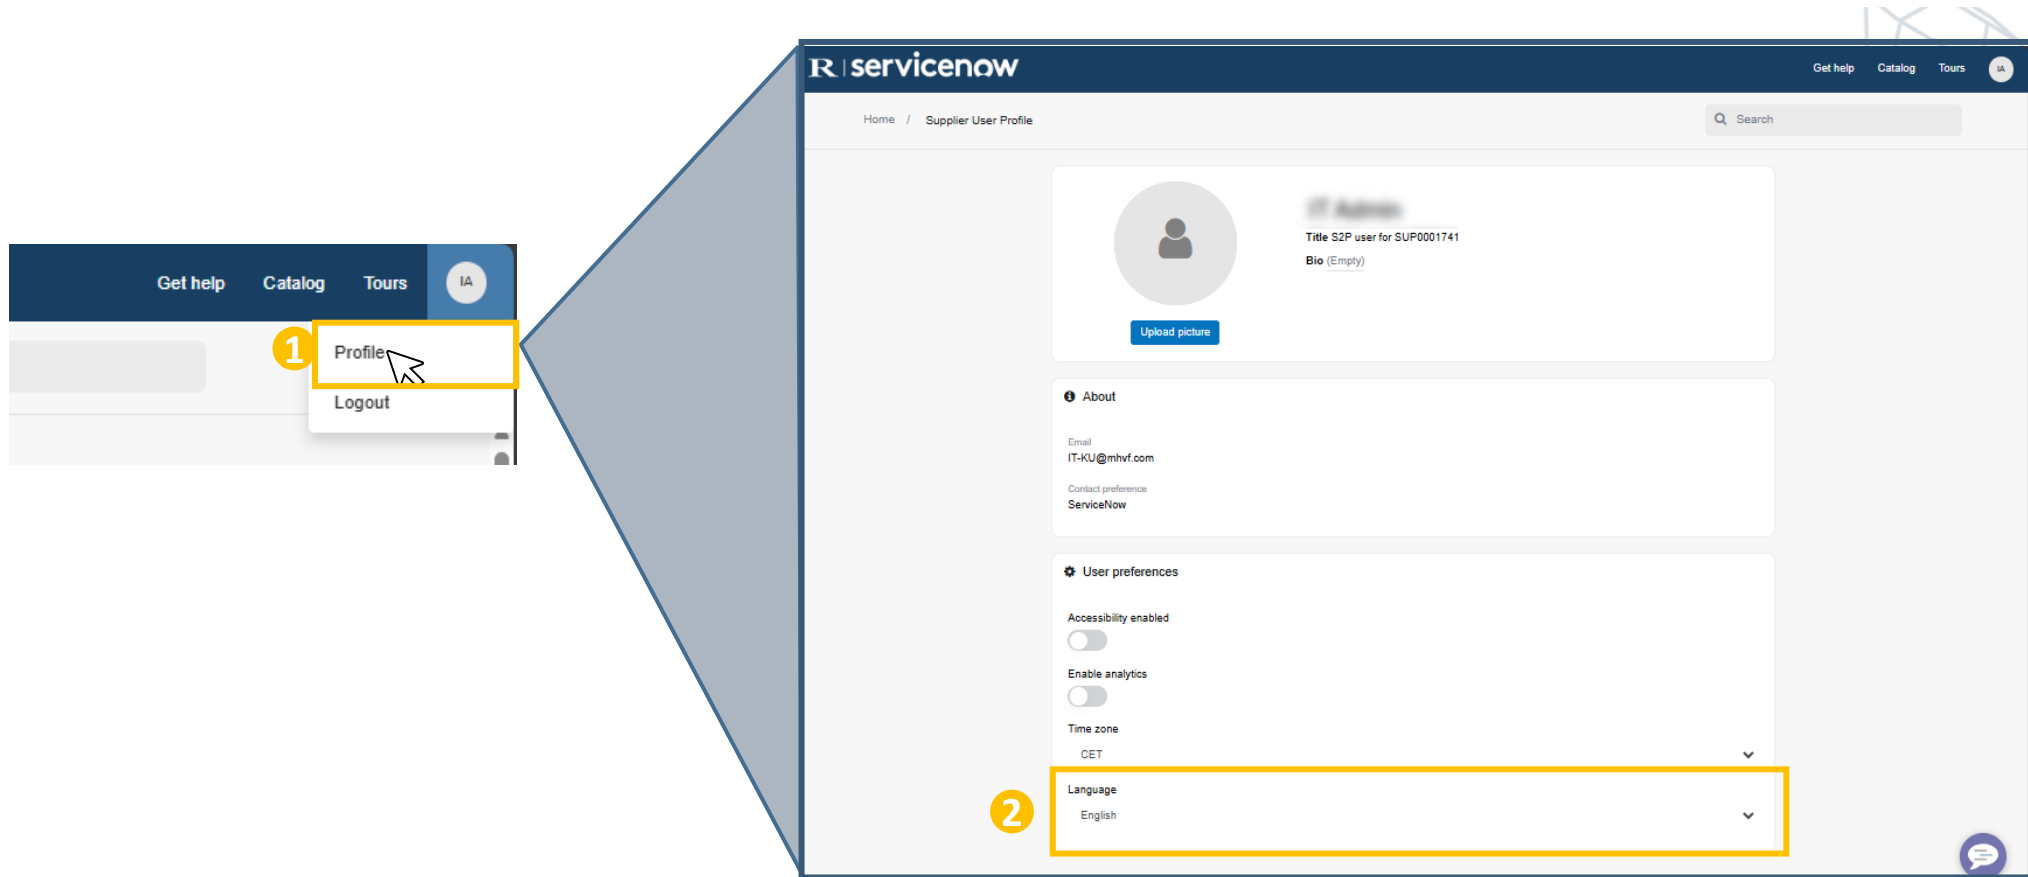 Get help Catalog Tours IA
1
Profile
Logout
R | servicenow
Get help Catalog Tours IA
Home / Supplier User Profile
Search
IT Admin
Title S2P user for SUP0001741
Bio (Empty)
Upload picture
About
Email
IT-KU@mhvf.com
Contact preference
ServiceNow
User preferences
Accessibility enabled
Enable analytics
Time zone
CET
2
Language
English